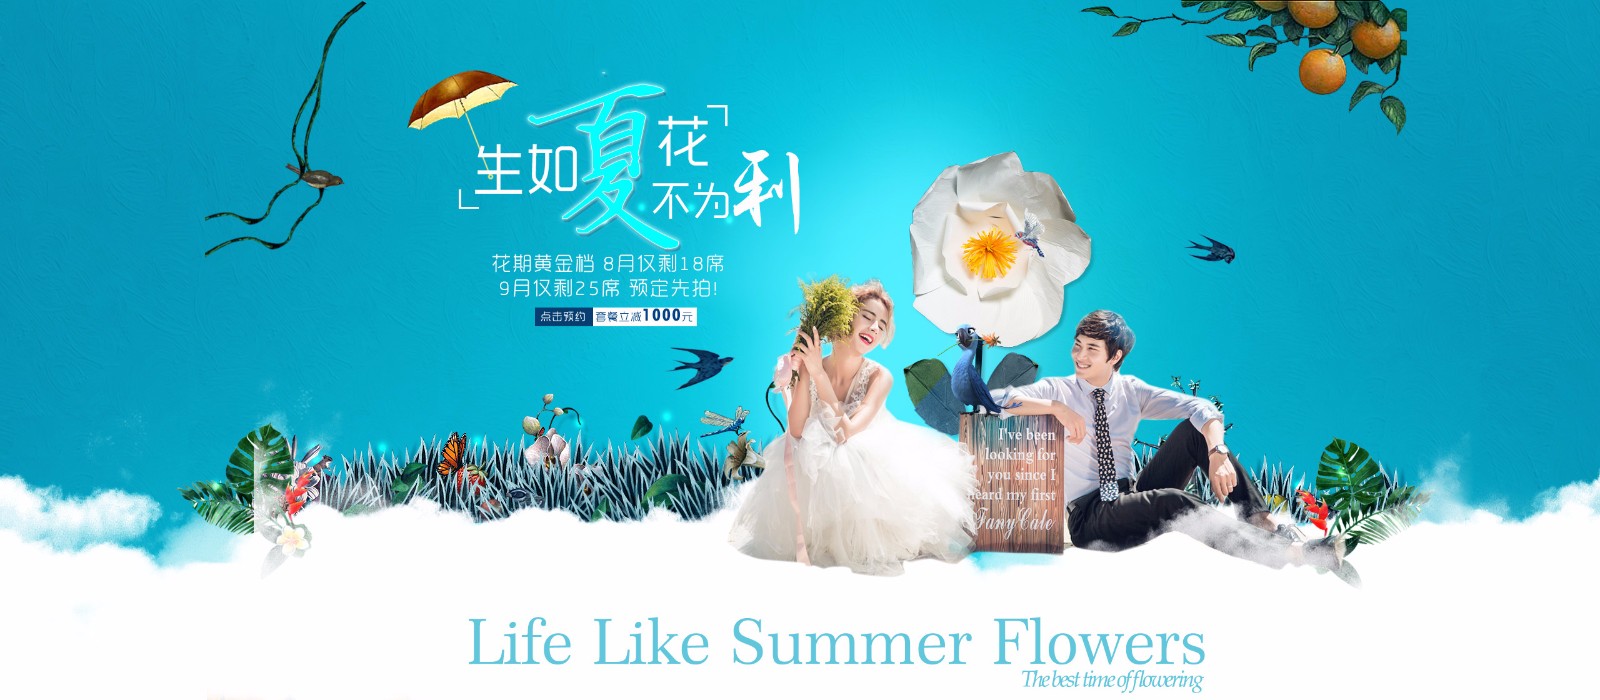 生如夏花
不为利
花期黄金档 8月仅剩18席
9月仅剩25席 预定先拍!
点击预约 套餐立减1000元
I've been
looking for
you since I
heard my first
FanyCale
Life Like Summer Flowers
The best time of flowering